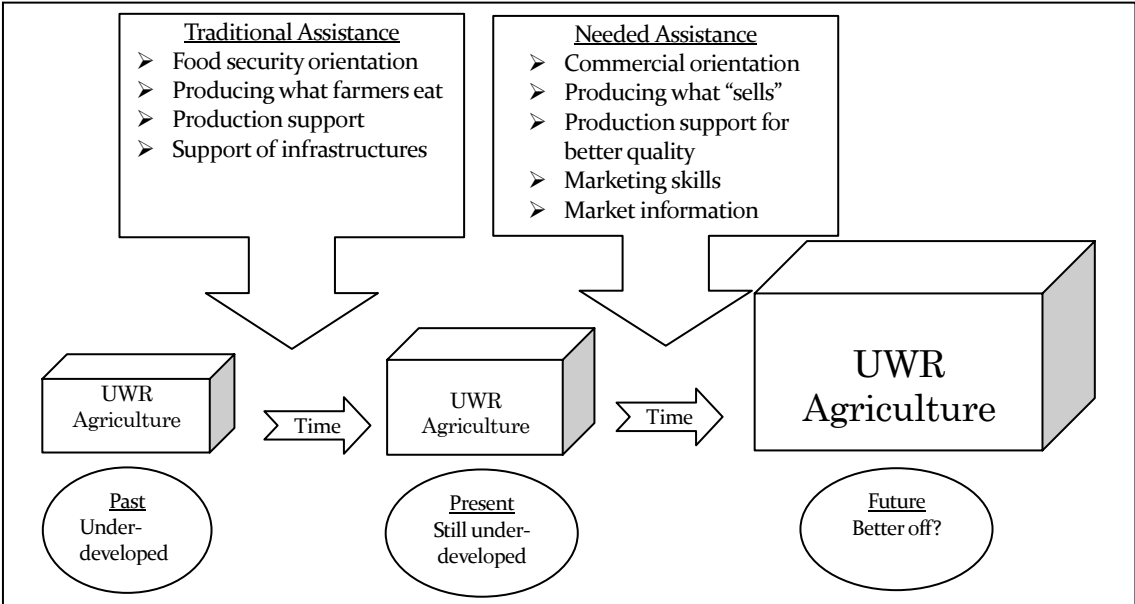 Traditional Assistance
➢ Food security orientation
➢ Producing what farmers eat
➢ Production support
➢ Support of infrastructures
Needed Assistance
➢ Commercial orientation
➢ Producing what “sells”
➢ Production support for
better quality
➢ Marketing skills
➢ Market information
UWR
Agriculture
Time
UWR
Agriculture
Time
UWR
Agriculture
Past
Under-
developed
Present
Still under-
developed
Future
Better off?